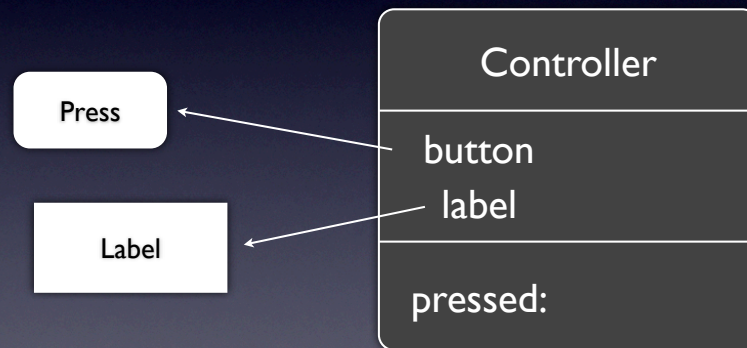 Controller
Press
button
label
Label
pressed: